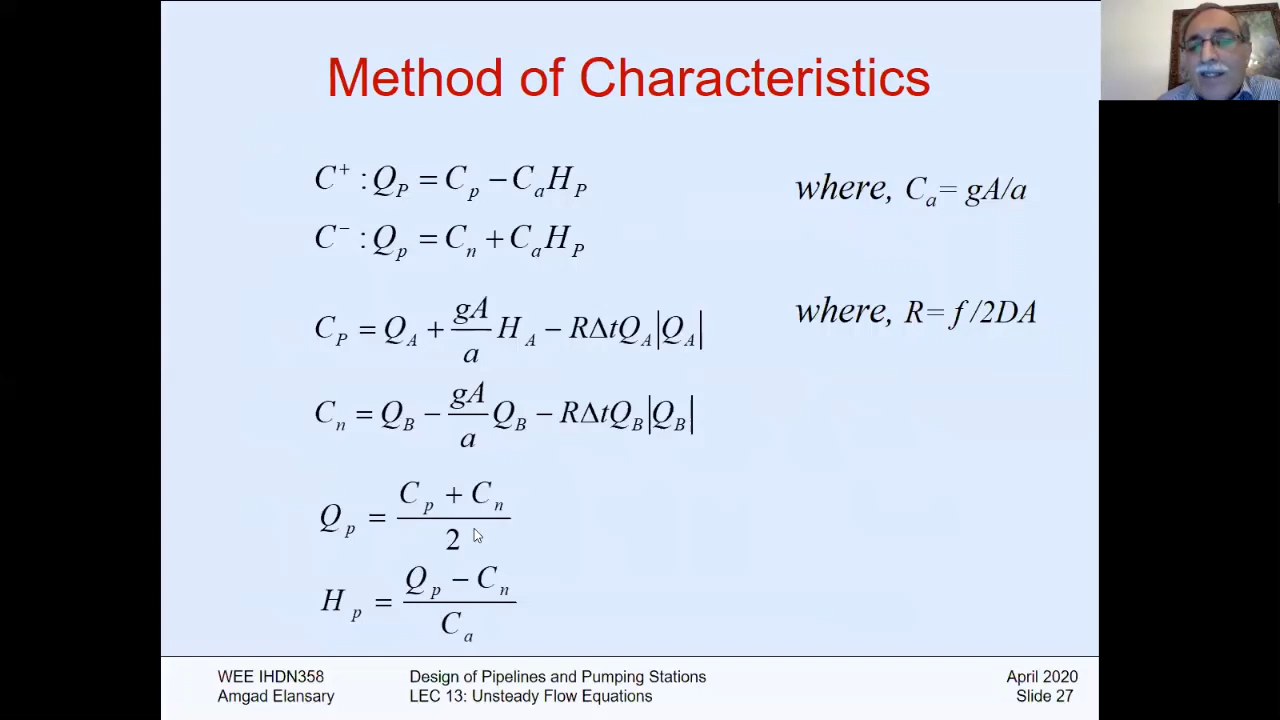 Method of Characteristics
C⁺ : Q_P = C_p − C_a H_P
where, C_a= gA/a
C⁻ : Q_p = C_n + C_a H_P
C_P = Q_A + gA/a H_A − RΔtQ_A|Q_A|
where, R= f /2DA
C_n = Q_B − gA/a Q_B − RΔtQ_B|Q_B|
Q_p = C_p + C_n / 2
H_p = Q_p − C_n / C_a
WEE IHDN358
Amgad Elansary
Design of Pipelines and Pumping Stations
LEC 13: Unsteady Flow Equations
April 2020
Slide 27